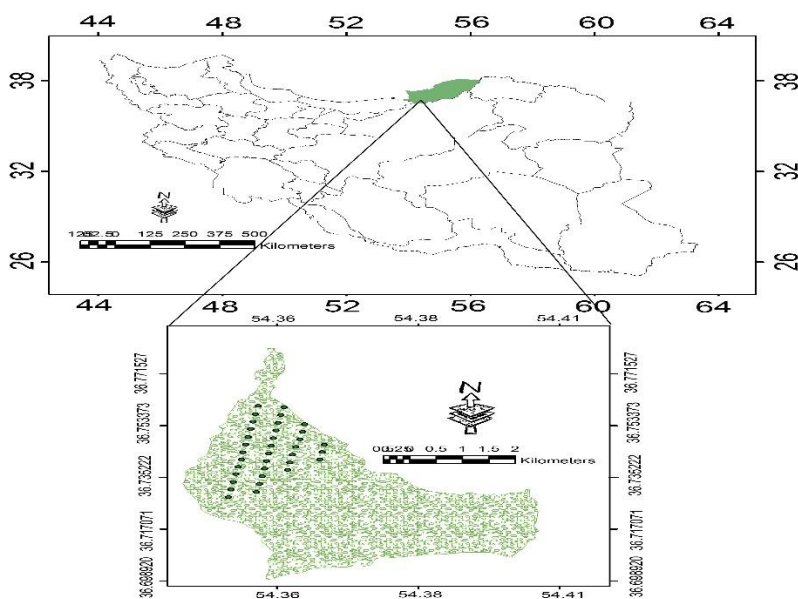 44 48 52 56 60 64
38 38
32 32
26 26
N
125 250 375 500
Kilometers
44 48 52 56 60 64
54.36 54.38 54.41
36.771527 36.771527
36.753373 36.753373
36.735222 36.735222
36.717071 36.717071
36.698920 36.698920
N
0.5 1 1.5 2
Kilometers
54.36 54.38 54.41